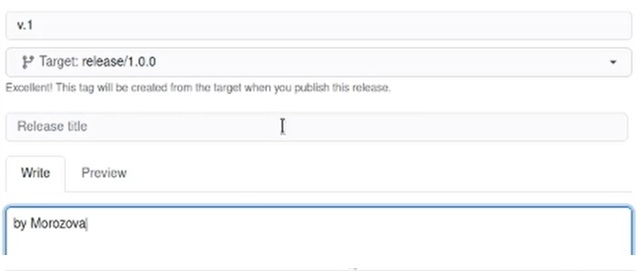 v.1
Target: release/1.0.0
Excellent! This tag will be created from the target when you publish this release.
Release title
Write Preview
by Morozova